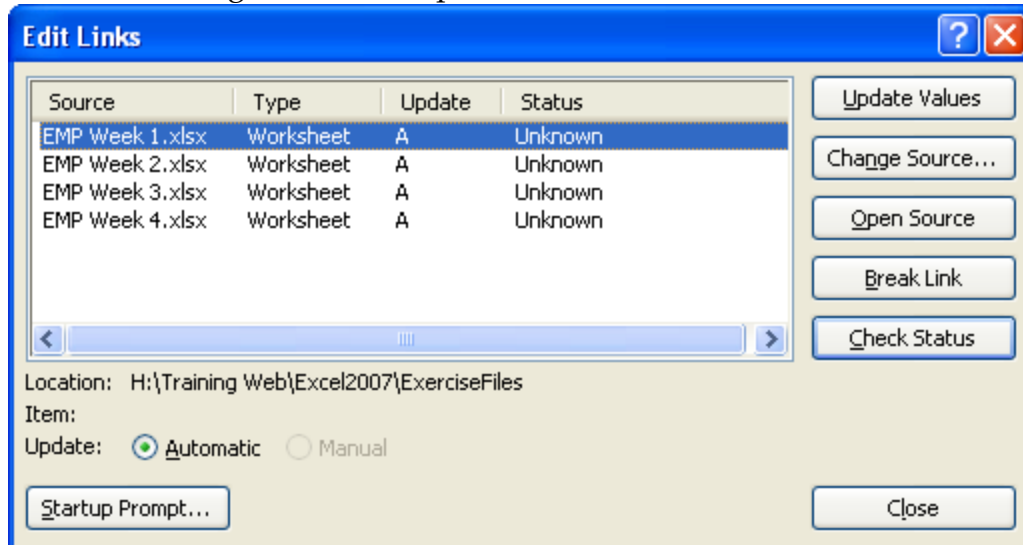 Edit Links
Source Type Update Status
EMP Week 1.xlsx Worksheet A Unknown
EMP Week 2.xlsx Worksheet A Unknown
EMP Week 3.xlsx Worksheet A Unknown
EMP Week 4.xlsx Worksheet A Unknown
Update Values
Change Source...
Open Source
Break Link
Check Status
Location: H:\Training Web\Excel2007\ExerciseFiles
Item:
Update: Automatic Manual
Startup Prompt...
Close